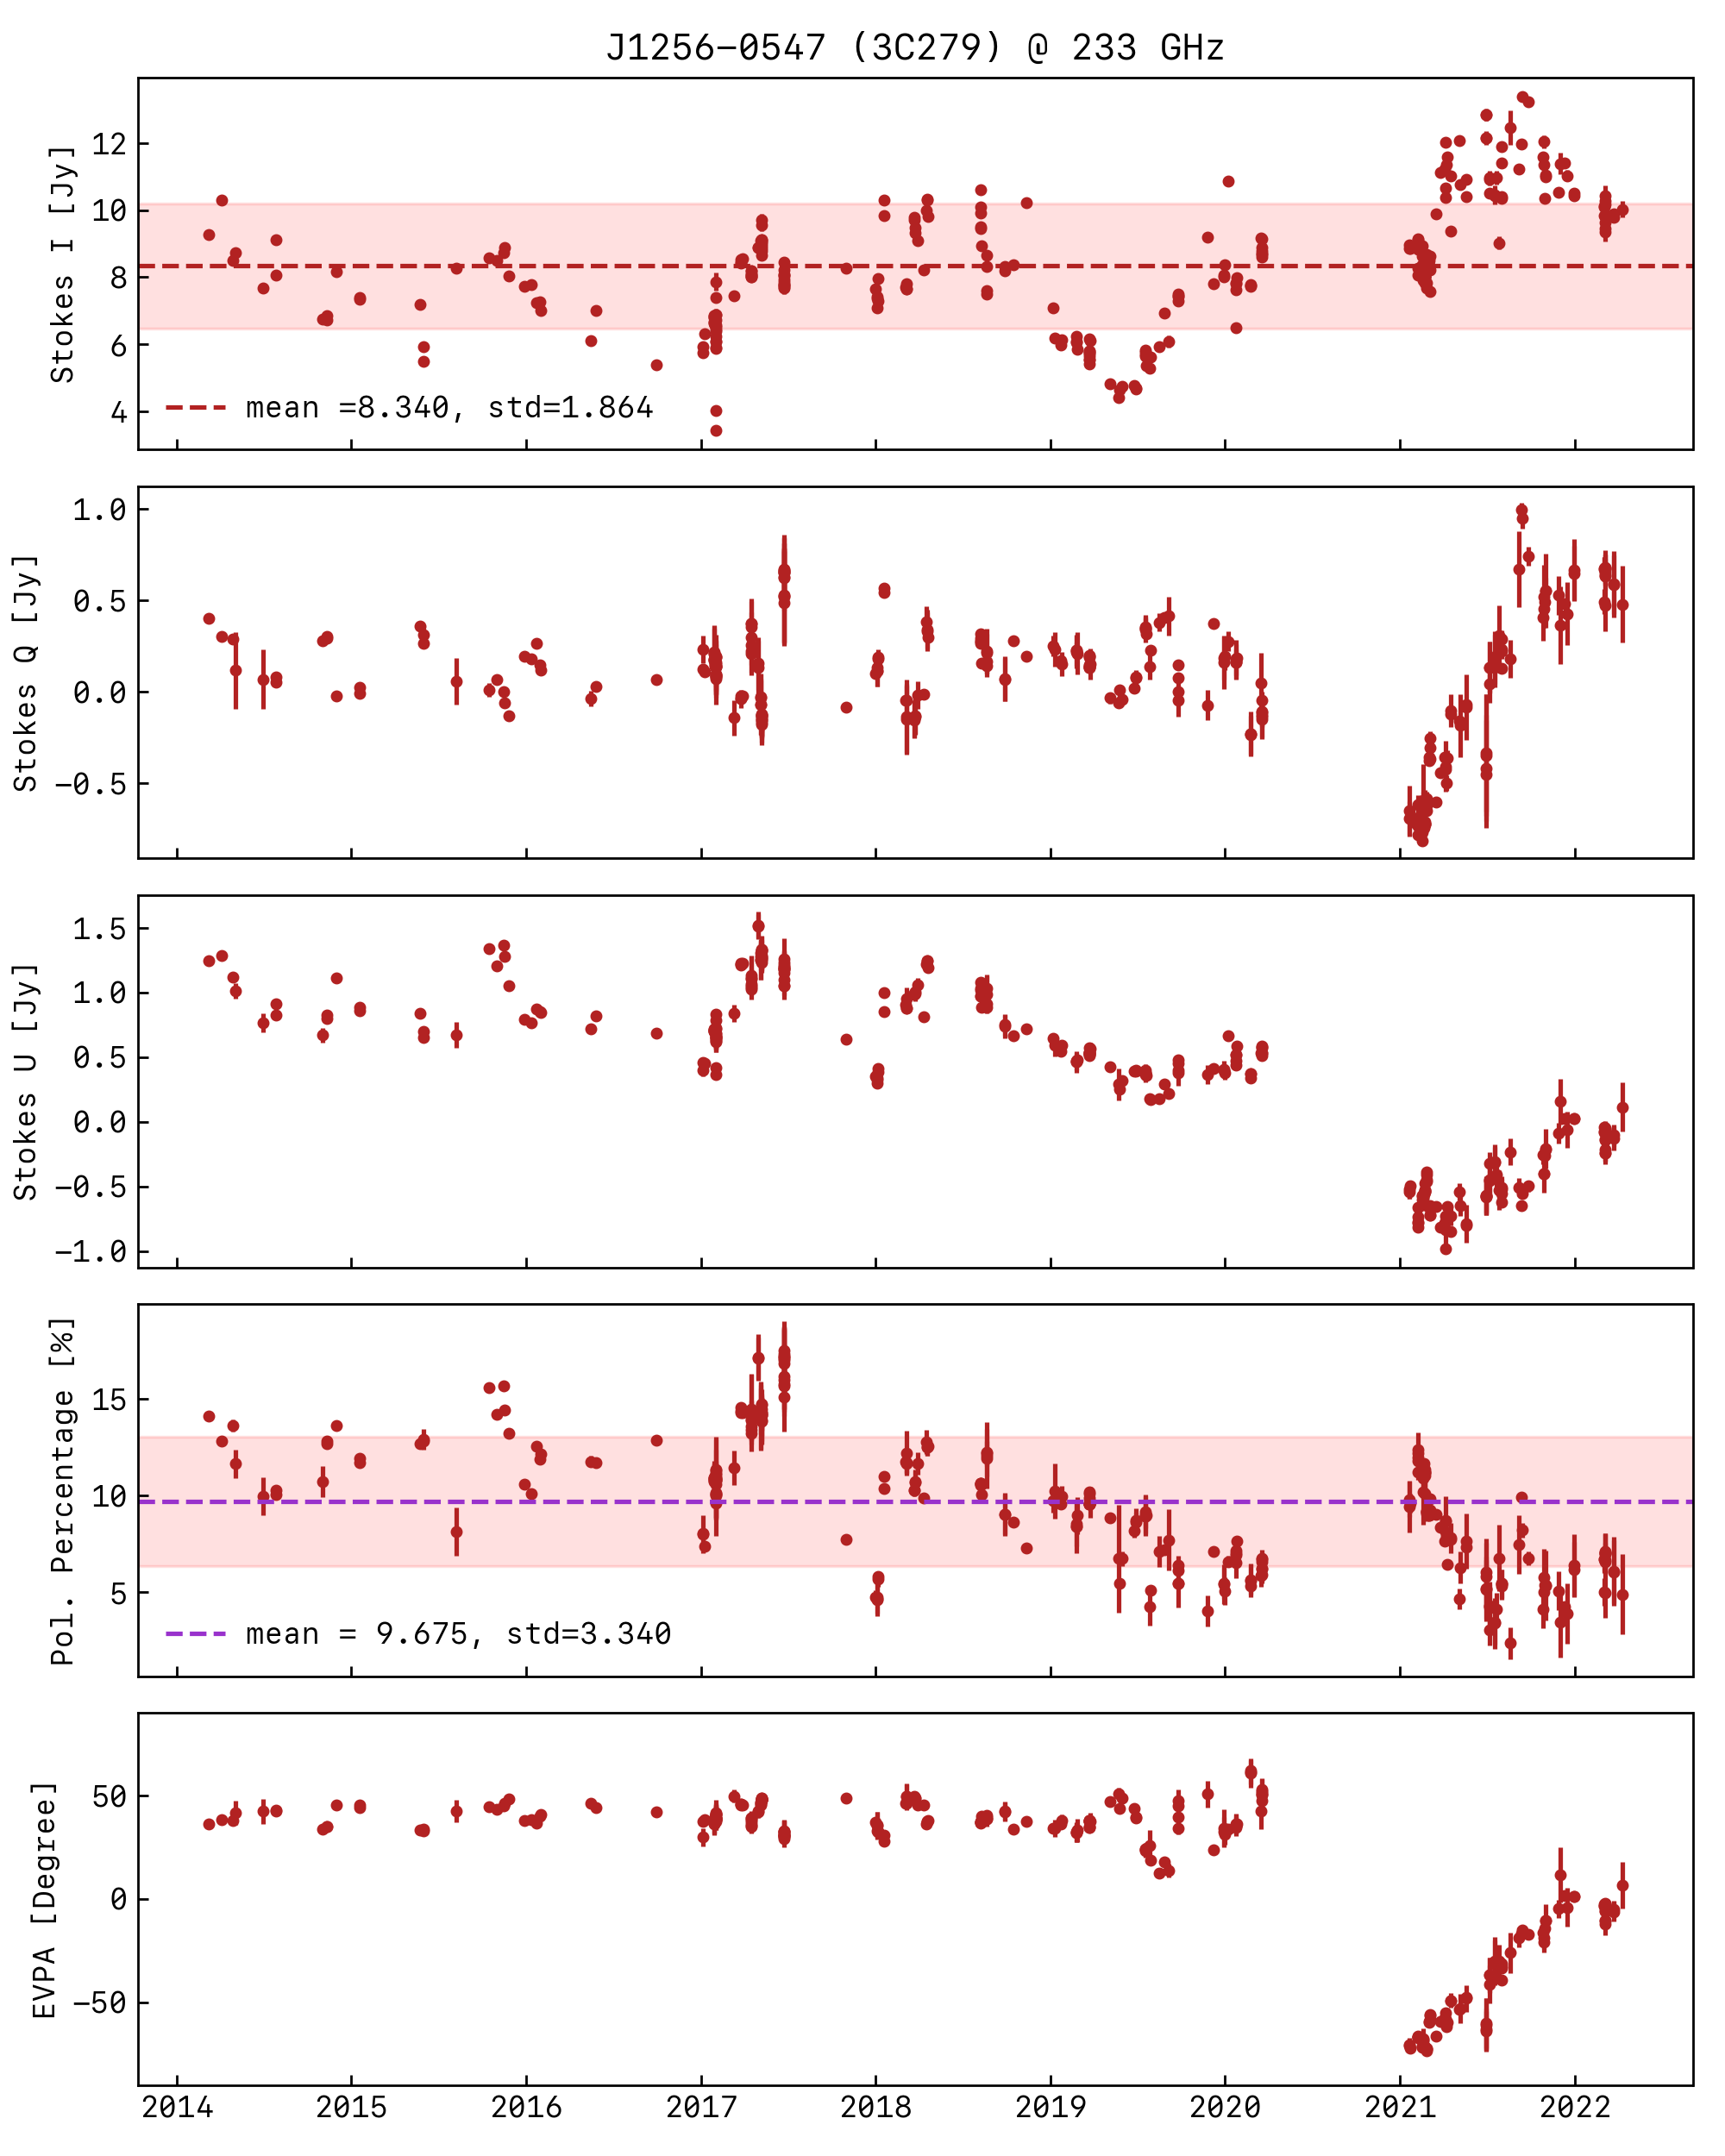 J1256−0547 (3C279) @ 233 GHz
Stokes I [Jy]
12
10
8
6
4
mean =8.340, std=1.864
Stokes Q [Jy]
1.0
0.5
0.0
−0.5
Stokes U [Jy]
1.5
1.0
0.5
0.0
−0.5
−1.0
Pol. Percentage [%]
15
10
5
mean = 9.675, std=3.340
EVPA [Degree]
50
0
−50
2014 2015 2016 2017 2018 2019 2020 2021 2022